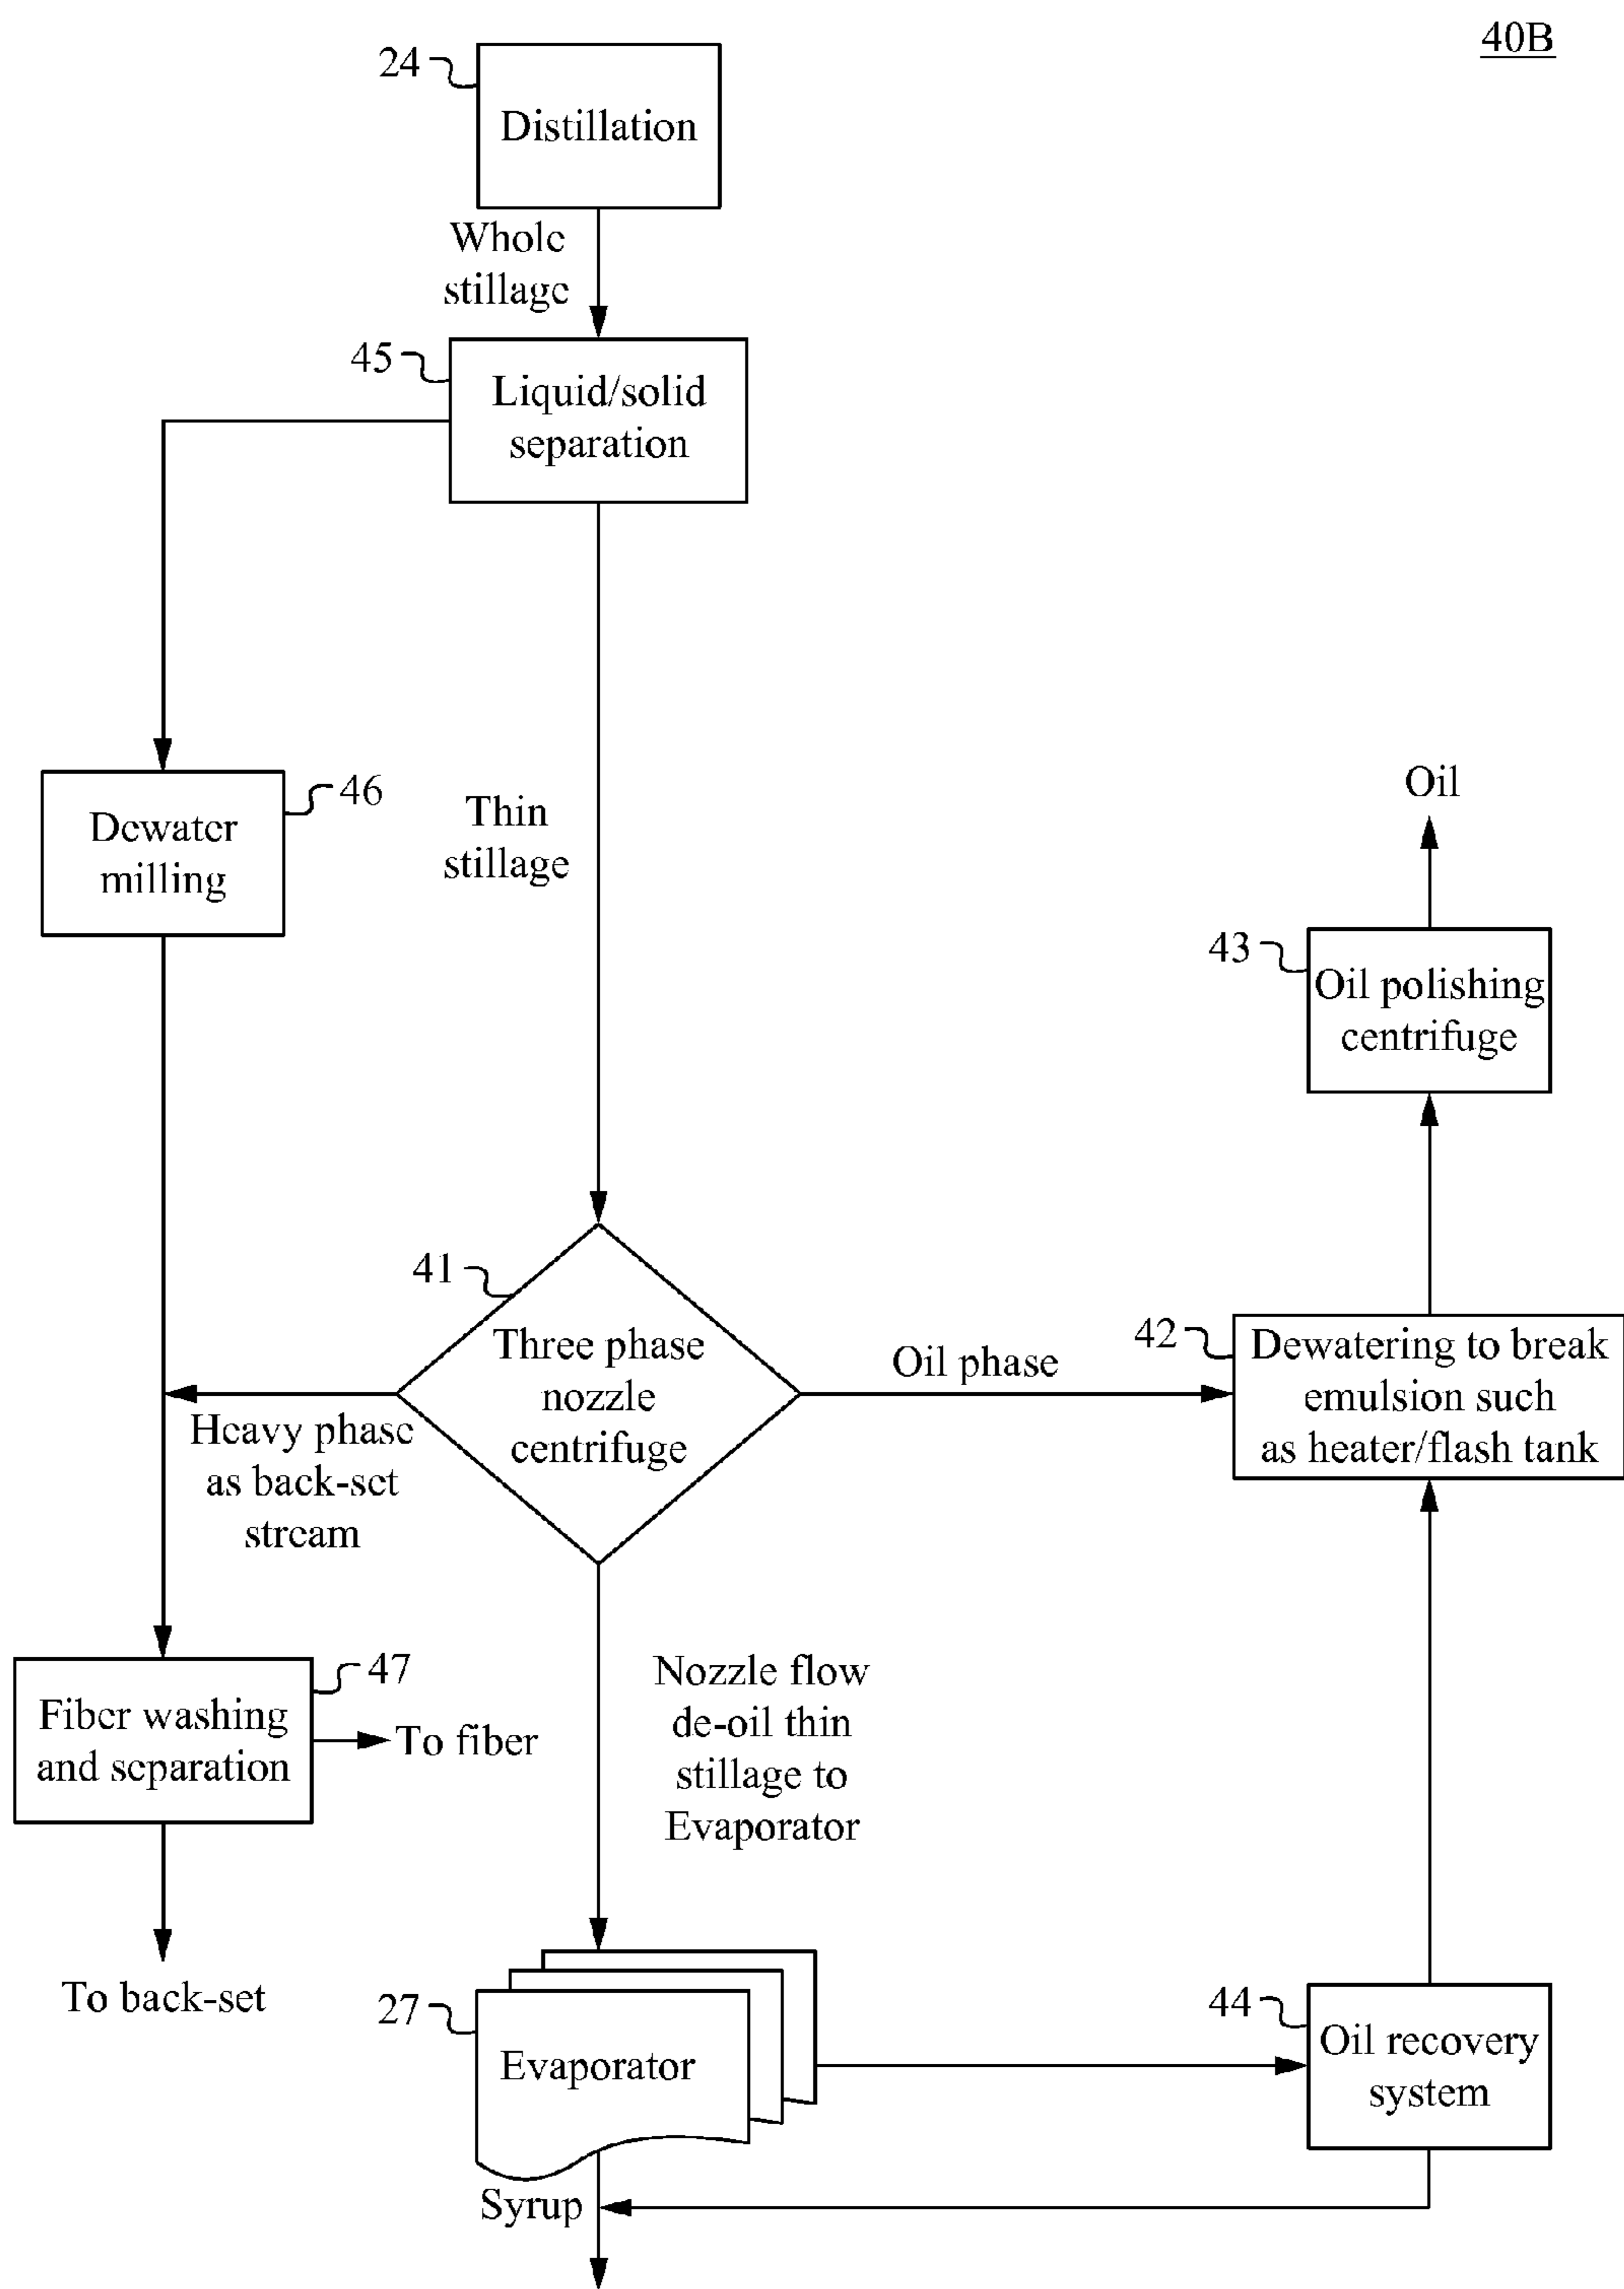 40B
24
Distillation
Whole
stillage
45
Liquid/solid
separation
46
Dewater
milling
Thin
stillage
Oil
43
Oil polishing
centrifuge
41
Three phase
nozzle
centrifuge
Oil phase
42
Dewatering to break
emulsion such
as heater/flash tank
Heavy phase
as back-set
stream
47
Fiber washing
and separation
To fiber
Nozzle flow
de-oil thin
stillage to
Evaporator
To back-set
27
Evaporator
44
Oil recovery
system
Syrup